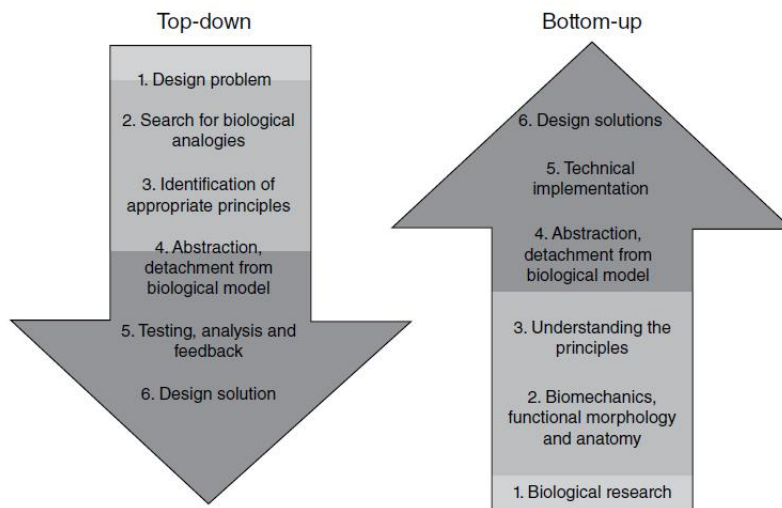 Top-down
1. Design problem
2. Search for biological
analogies
3. Identification of
appropriate principles
4. Abstraction,
detachment from
biological model
5. Testing, analysis and
feedback
6. Design solution
Bottom-up
6. Design solutions
5. Technical
implementation
4. Abstraction,
detachment from
biological model
3. Understanding the
principles
2. Biomechanics,
functional morphology
and anatomy
1. Biological research